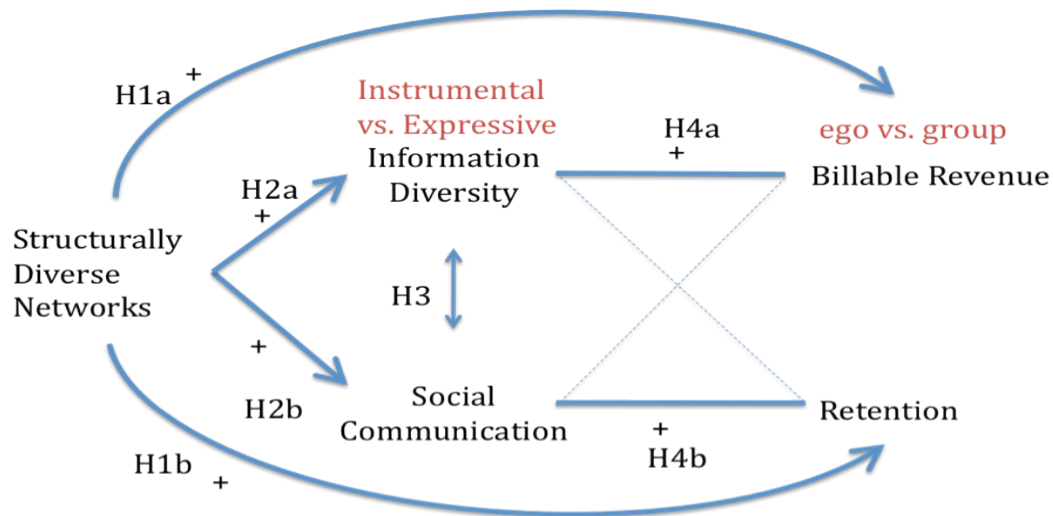 +
H1a
Instrumental
vs. Expressive
Information
Diversity
H4a
+
ego vs. group
Billable Revenue
H2a
+
Structurally
Diverse
Networks
H3
+
H2b
Social
Communication
+
H4b
Retention
H1b
+